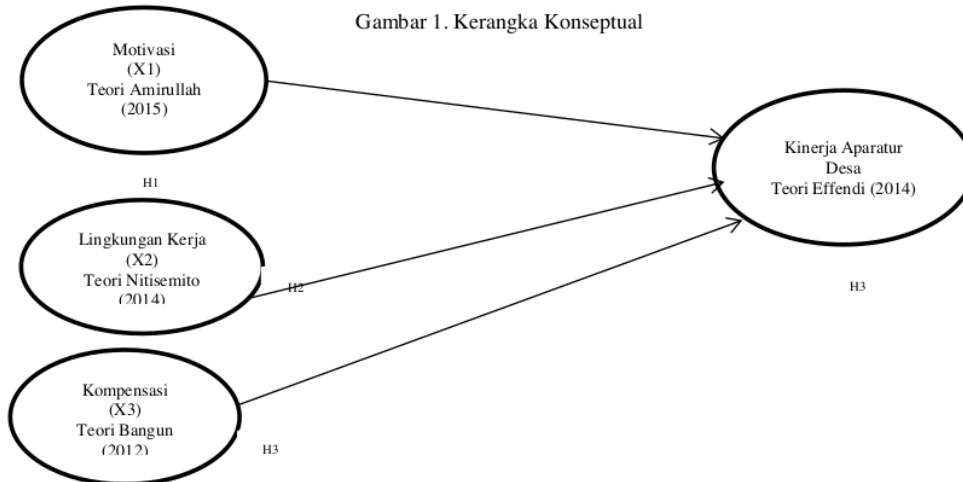 Gambar 1. Kerangka Konseptual
Motivasi
(X1)
Teori Amirullah
(2015)
H1
Lingkungan Kerja
(X2)
Teori Nitisemito
(2014)
H2
Kompensasi
(X3)
Teori Bangun
(2012)
H3
Kinerja Aparatur
Desa
Teori Effendi (2014)
H3